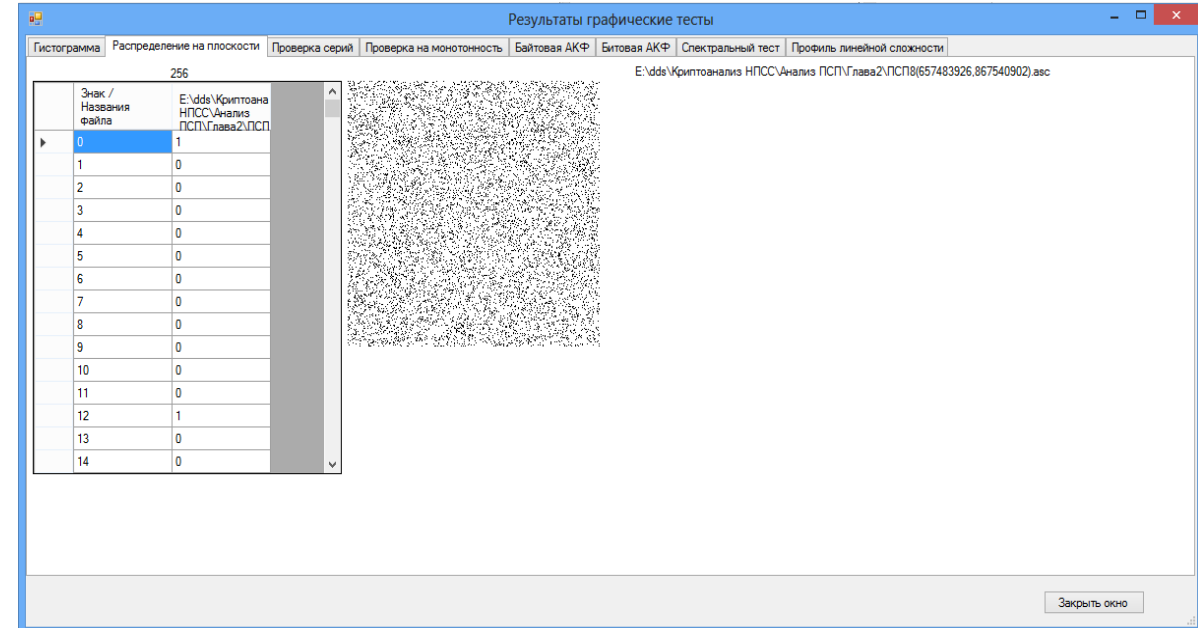 Результаты графические тесты
Гистограмма Распределение на плоскости Проверка серий Проверка на монотонность Байтовая АКФ Битовая АКФ Спектральный тест Профиль линейной сложности
256 E:\dds\Криптоанализ НПСС\Анализ ПСП\Глава2\ПСП8(657483926,867540902).asc
Знак /
Названия
файла
E:\dds\Криптоана
НПСС\Анализ
ПСП\Глава2\ПСП
0 1
1 0
2 0
3 0
4 0
5 0
6 0
7 0
8 0
9 0
10 0
11 0
12 1
13 0
14 0
Закрыть окно